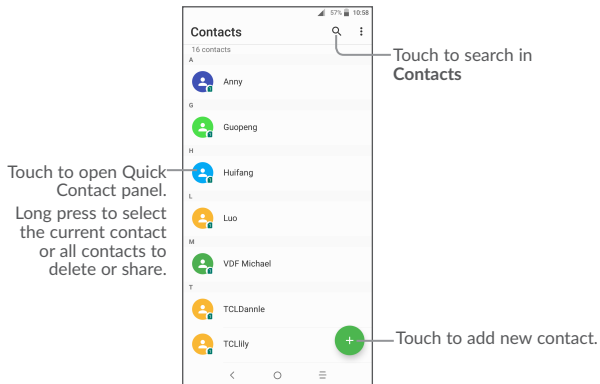 57% 10:58
Contacts
16 contacts
A
Anny
G
Guopeng
H
Huifang
L
Luo
M
VDF Michael
T
TCLDannle
TCLlily
Touch to search in
Contacts
Touch to open Quick
Contact panel.
Long press to select
the current contact
or all contacts to
delete or share.
Touch to add new contact.